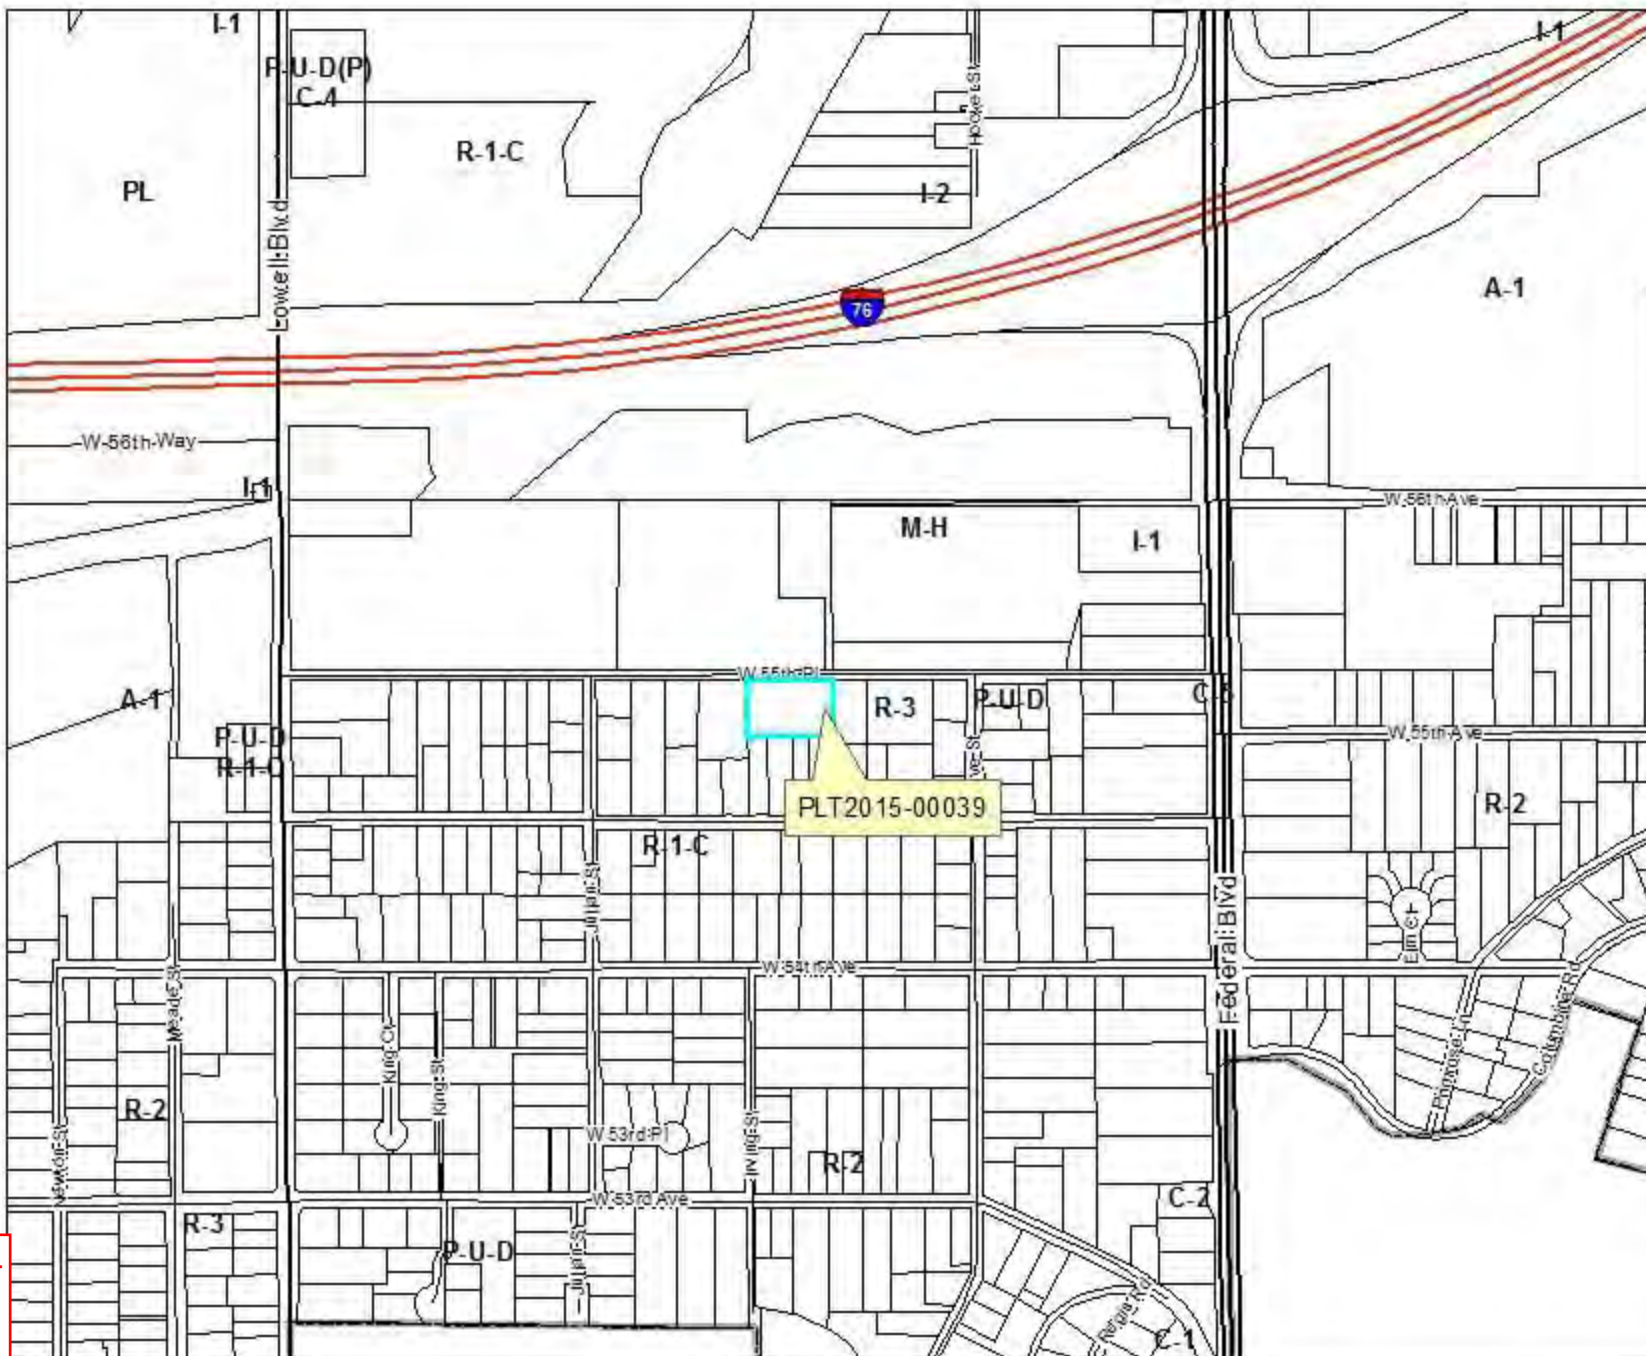 I-1
I-1
P-U-D(P)
C-4
R-1-C
PL
I-2
Lowell Blvd
A-1
76
W 56th Way
I-1
W 56th Ave
M-H
I-1
W 55th Pl
A-1
R-3
P-U-D
C-5
W 55th Ave
P-U-D
R-1-C
PLT2015-00039
R-2
R-1-C
Julian St
Federal Blvd
Elm Ct
W 54th Ave
Meade St
King Ct
King St
Primrose Ln
Columbine Rd
R-2
W 53rd Pl
Irving St
Newton St
R-2
W 53rd Ave
C-2
R-3
P-U-D
Julian St
Regula Rd
C-1